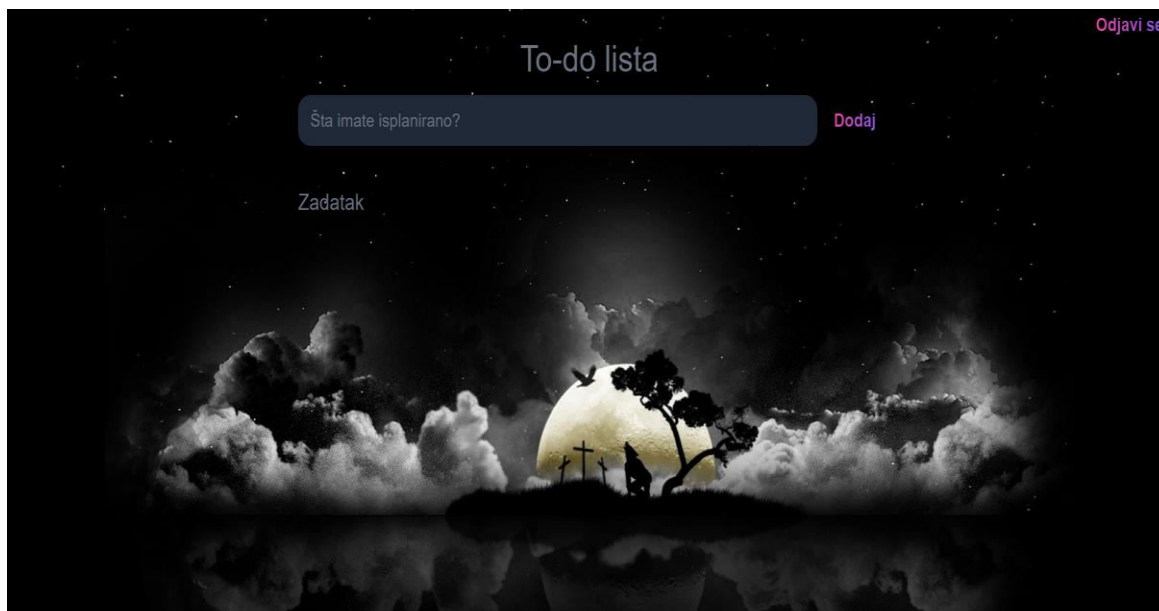 Odjavi se
To-do lista
Šta imate isplanirano?
Dodaj
Zadatak